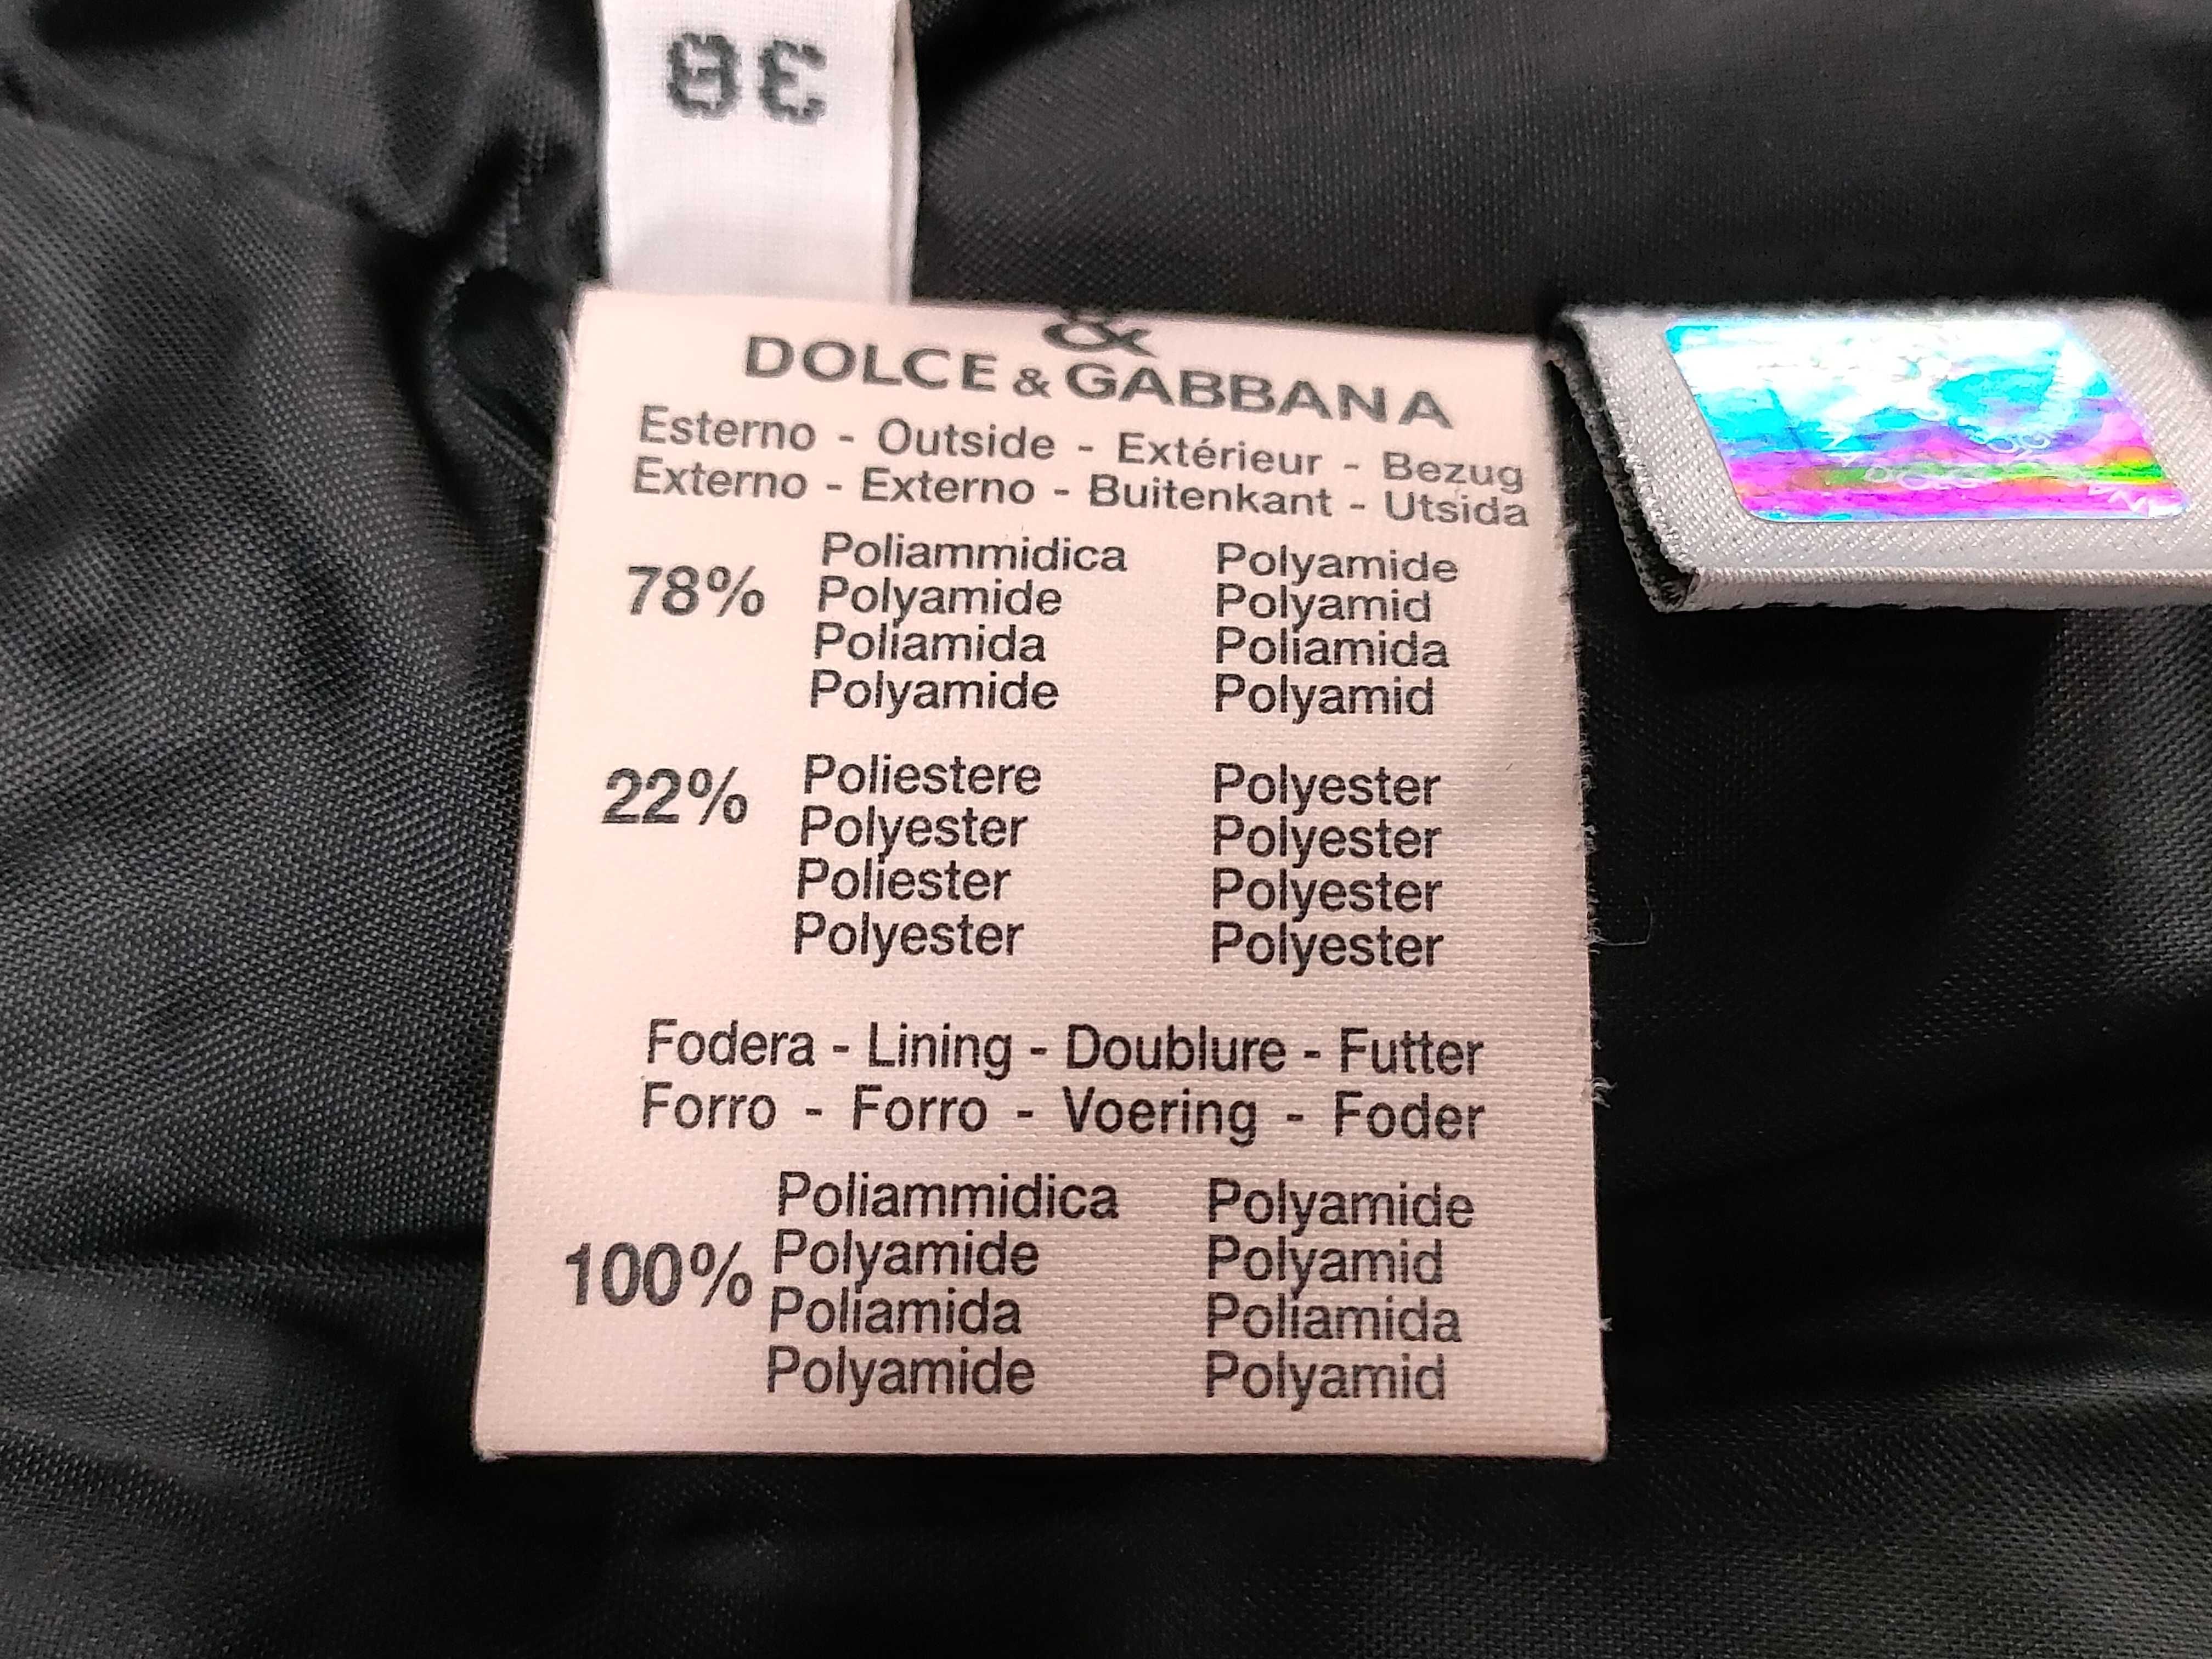 38
&
DOLCE & GABBANA
Esterno - Outside - Extérieur - Bezug
Externo - Externo - Buitenkant - Utsida
78% Poliammidica Polyamide
Polyamide Polyamid
Poliamida Poliamida
Polyamide Polyamid
22% Poliestere Polyester
Polyester Polyester
Poliester Polyester
Polyester Polyester
Fodera - Lining - Doublure - Futter
Forro - Forro - Voering - Foder
100% Poliammidica Polyamide
Polyamide Polyamid
Poliamida Poliamida
Polyamide Polyamid